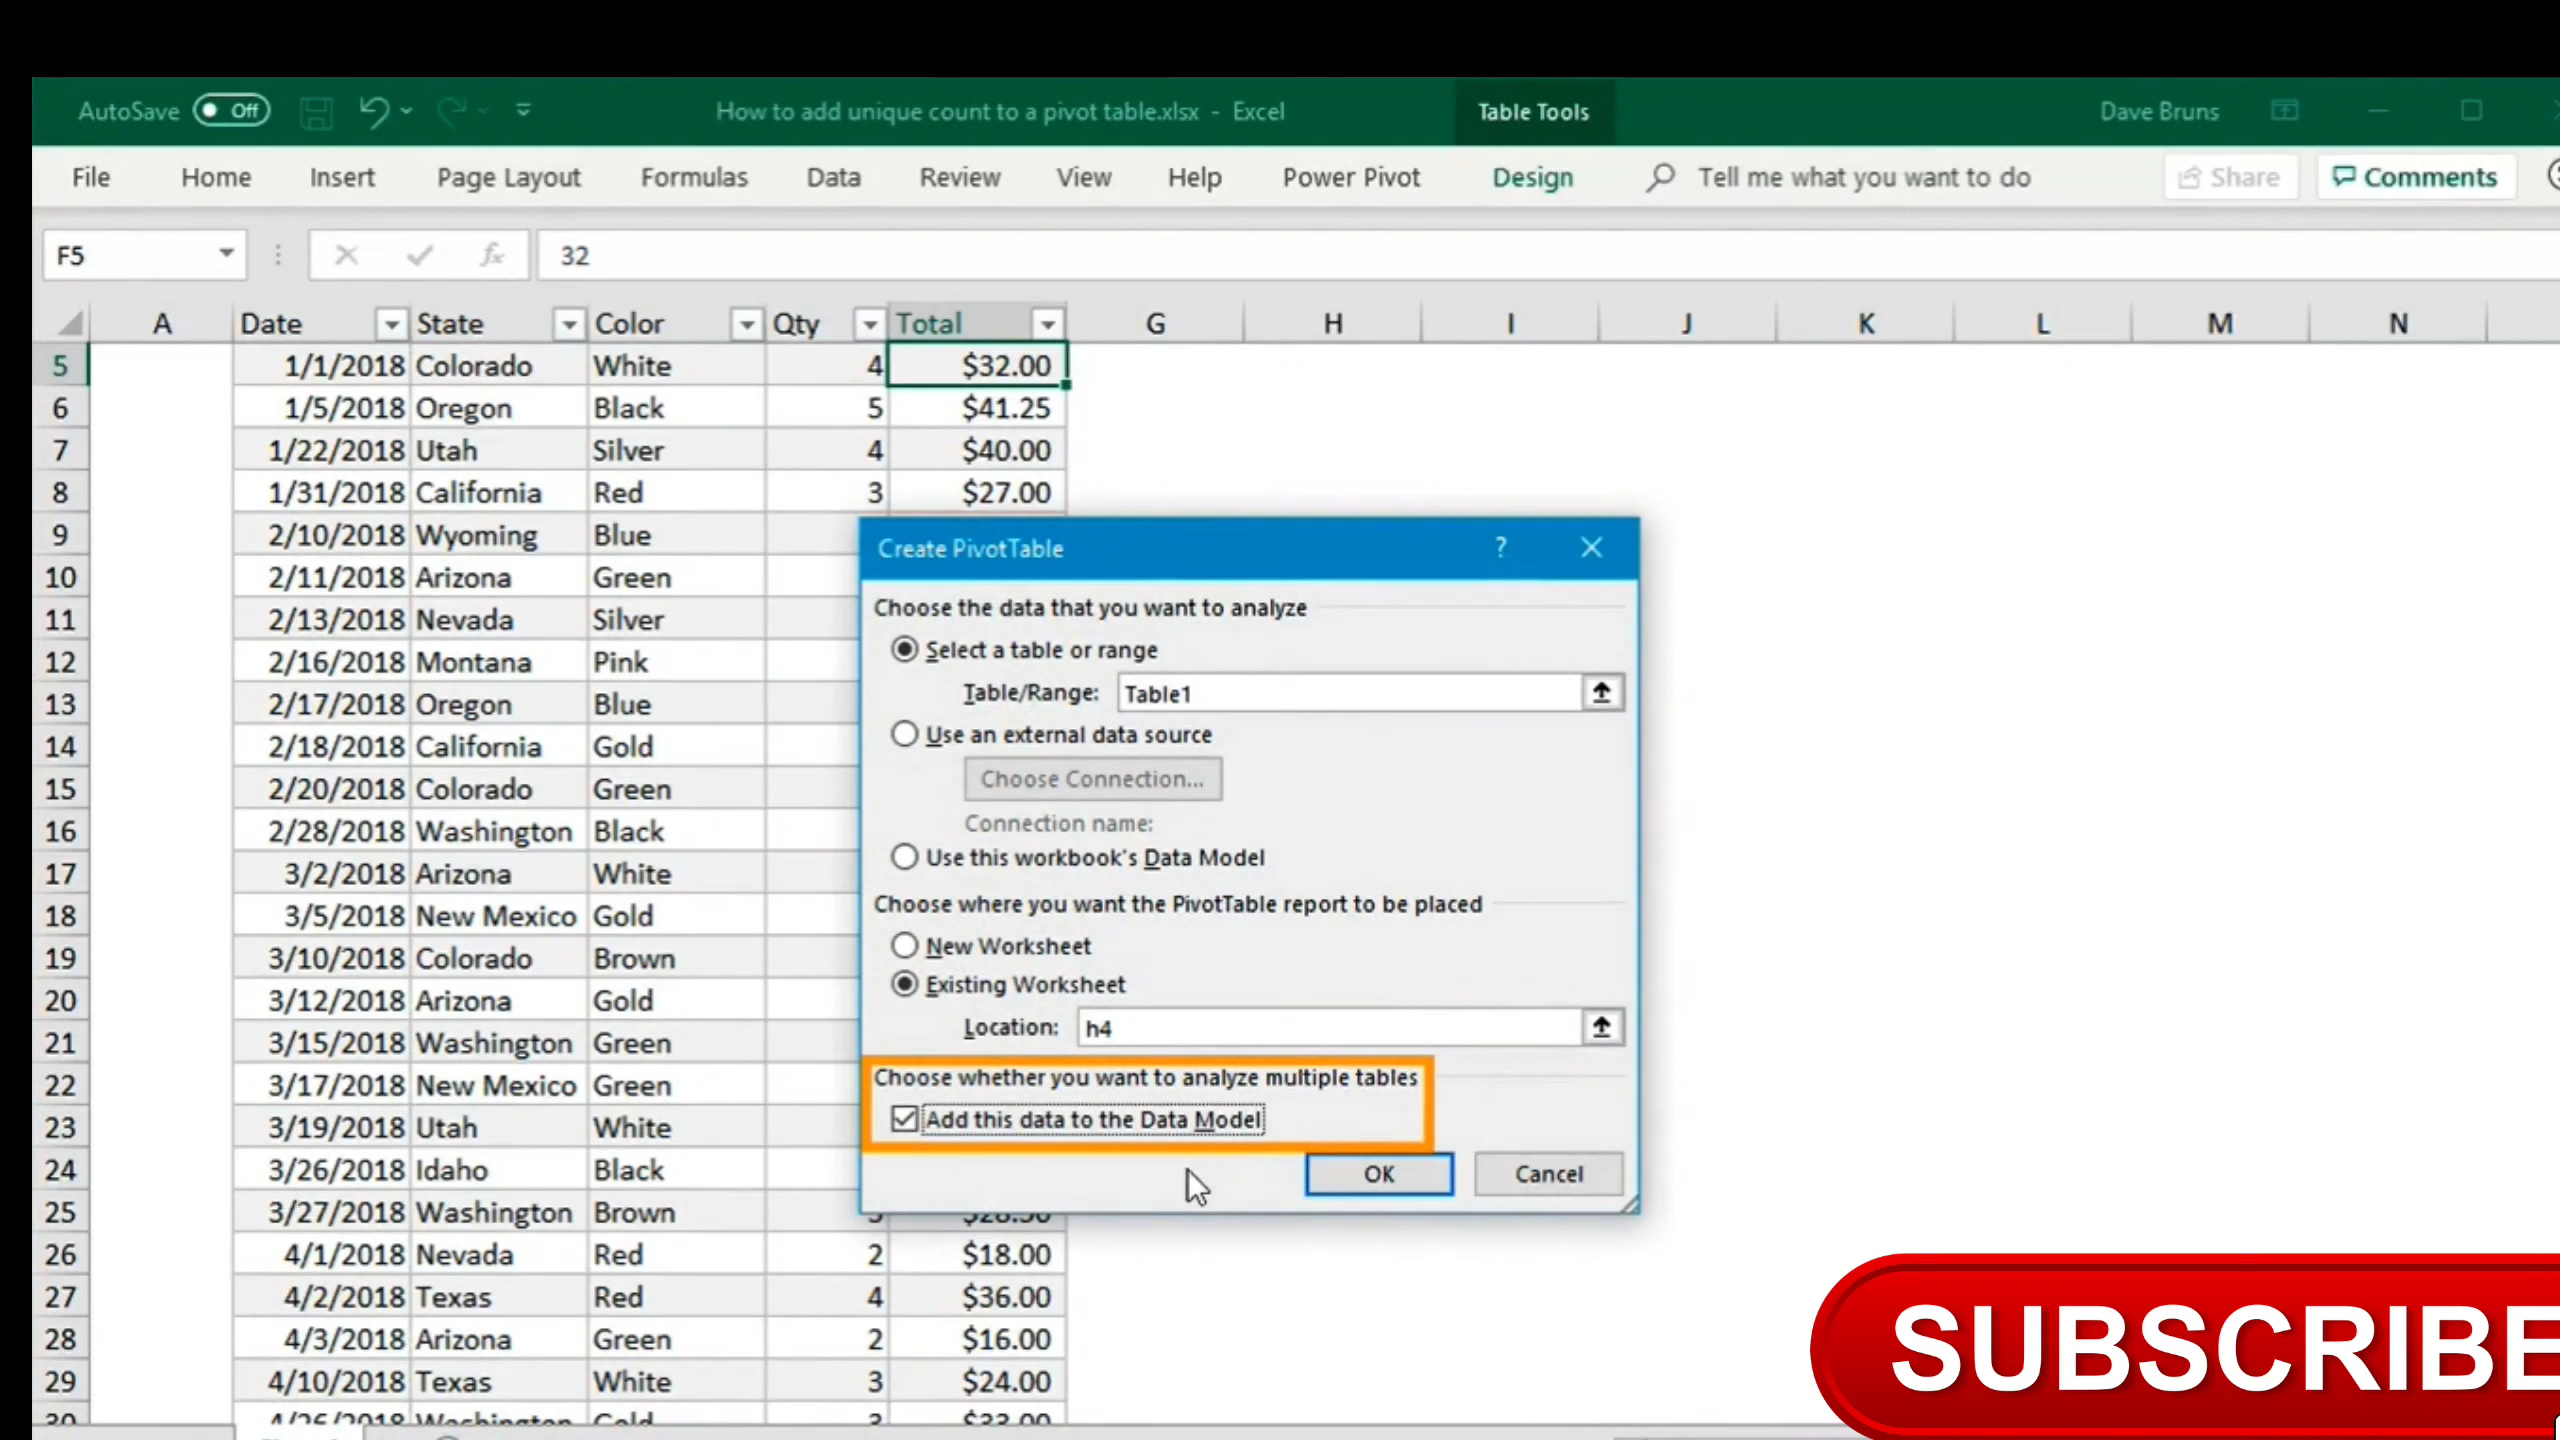 AutoSave Off How to add unique count to a pivot table.xlsx - Excel Table Tools Dave Bruns
File Home Insert Page Layout Formulas Data Review View Help Power Pivot Design Tell me what you want to do Share Comments
F5 fx 32
A Date State Color Qty Total G H I J K L M N
5 1/1/2018 Colorado White 4 $32.00
6 1/5/2018 Oregon Black 5 $41.25
7 1/22/2018 Utah Silver 4 $40.00
8 1/31/2018 California Red 3 $27.00
9 2/10/2018 Wyoming Blue
10 2/11/2018 Arizona Green
11 2/13/2018 Nevada Silver
12 2/16/2018 Montana Pink
13 2/17/2018 Oregon Blue
14 2/18/2018 California Gold
15 2/20/2018 Colorado Green
16 2/28/2018 Washington Black
17 3/2/2018 Arizona White
18 3/5/2018 New Mexico Gold
19 3/10/2018 Colorado Brown
20 3/12/2018 Arizona Gold
21 3/15/2018 Washington Green
22 3/17/2018 New Mexico Green
23 3/19/2018 Utah White
24 3/26/2018 Idaho Black
25 3/27/2018 Washington Brown
26 4/1/2018 Nevada Red 2 $18.00
27 4/2/2018 Texas Red 4 $36.00
28 4/3/2018 Arizona Green 2 $16.00
29 4/10/2018 Texas White 3 $24.00
30 4/26/2018 Washington Gold 3 $33.00
Create PivotTable ?
Choose the data that you want to analyze
Select a table or range
Table/Range: Table1
Use an external data source
Choose Connection...
Connection name:
Use this workbook's Data Model
Choose where you want the PivotTable report to be placed
New Worksheet
Existing Worksheet
Location: h4
Choose whether you want to analyze multiple tables
Add this data to the Data Model
OK Cancel
SUBSCRIBE